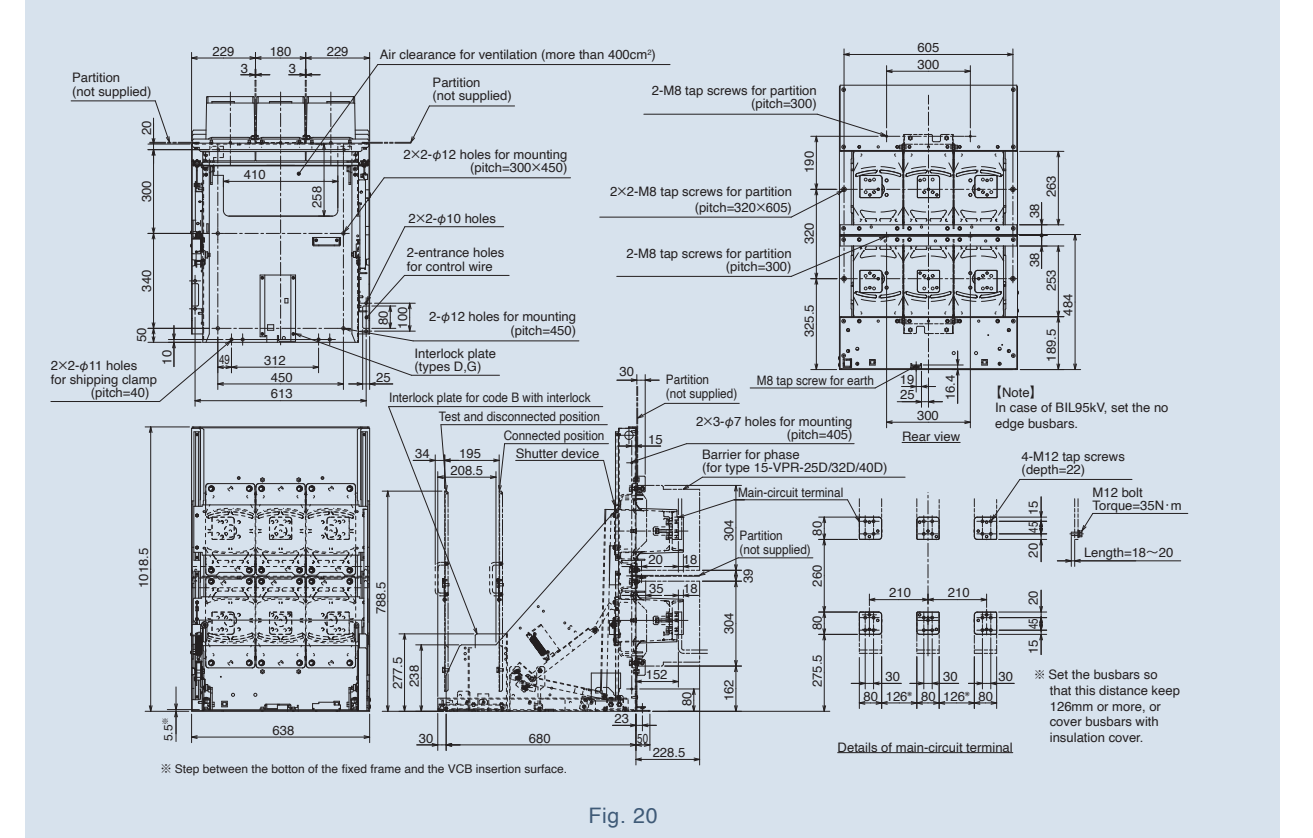 229
180
229
3
3
Air clearance for ventilation (more than 400cm²)
Partition
(not supplied)
Partition
(not supplied)
20
300
340
50
10
410
258
2×2-φ12 holes for mounting
(pitch=300×450)
2×2-φ10 holes
2-entrance holes
for control wire
80
100
2-φ12 holes for mounting
(pitch=450)
Interlock plate
(types D,G)
2×2-φ11 holes
for shipping clamp
(pitch=40)
49
312
450
25
613
605
300
2-M8 tap screws for partition
(pitch=300)
190
2×2-M8 tap screws for partition
(pitch=320×605)
320
2-M8 tap screws for partition
(pitch=300)
325.5
263
38
38
253
484
189.5
M8 tap screw for earth
19
25
16.4
300
Rear view
【Note】
In case of BIL95kV, set the no
edge busbars.
1018.5
5.5※
638
※ Step between the botton of the fixed frame and the VCB insertion surface.
Interlock plate for code B with interlock
Test and disconnected position
Connected position
Shutter device
34
195
208.5
30
Partition
(not supplied)
2×3-φ7 holes for mounting
(pitch=405)
15
Barrier for phase
(for type 15-VPR-25D/32D/40D)
Main-circuit terminal
Partition
(not supplied)
788.5
277.5
238
304
20
18
39
35
18
304
152
80
162
23
30
680
50
228.5
4-M12 tap screws
(depth=22)
M12 bolt
Torque=35N·m
Length=18～20
80
15
45
20
260
210
210
80
20
45
15
275.5
30
30
30
80
126※
80
126※
80
Details of main-circuit terminal
※ Set the busbars so
that this distance keep
126mm or more, or
cover busbars with
insulation cover.
Fig. 20